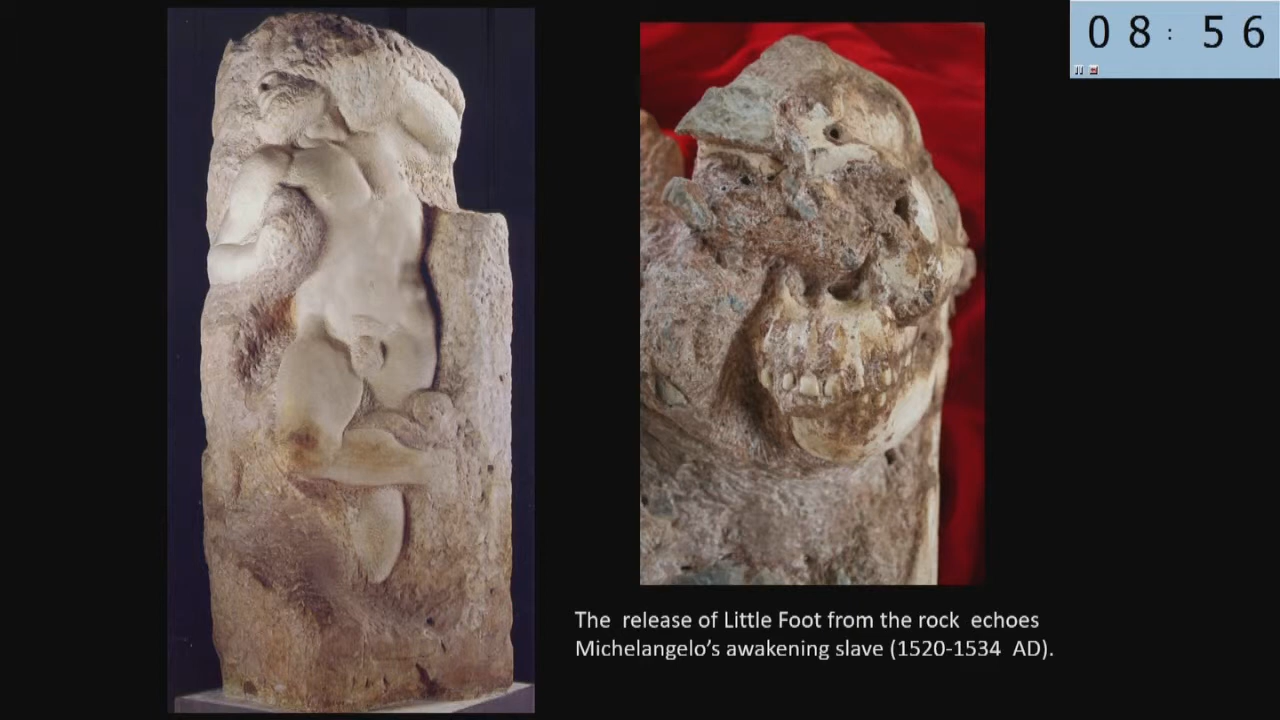 08:56
The release of Little Foot from the rock echoes
Michelangelo's awakening slave (1520-1534 AD).